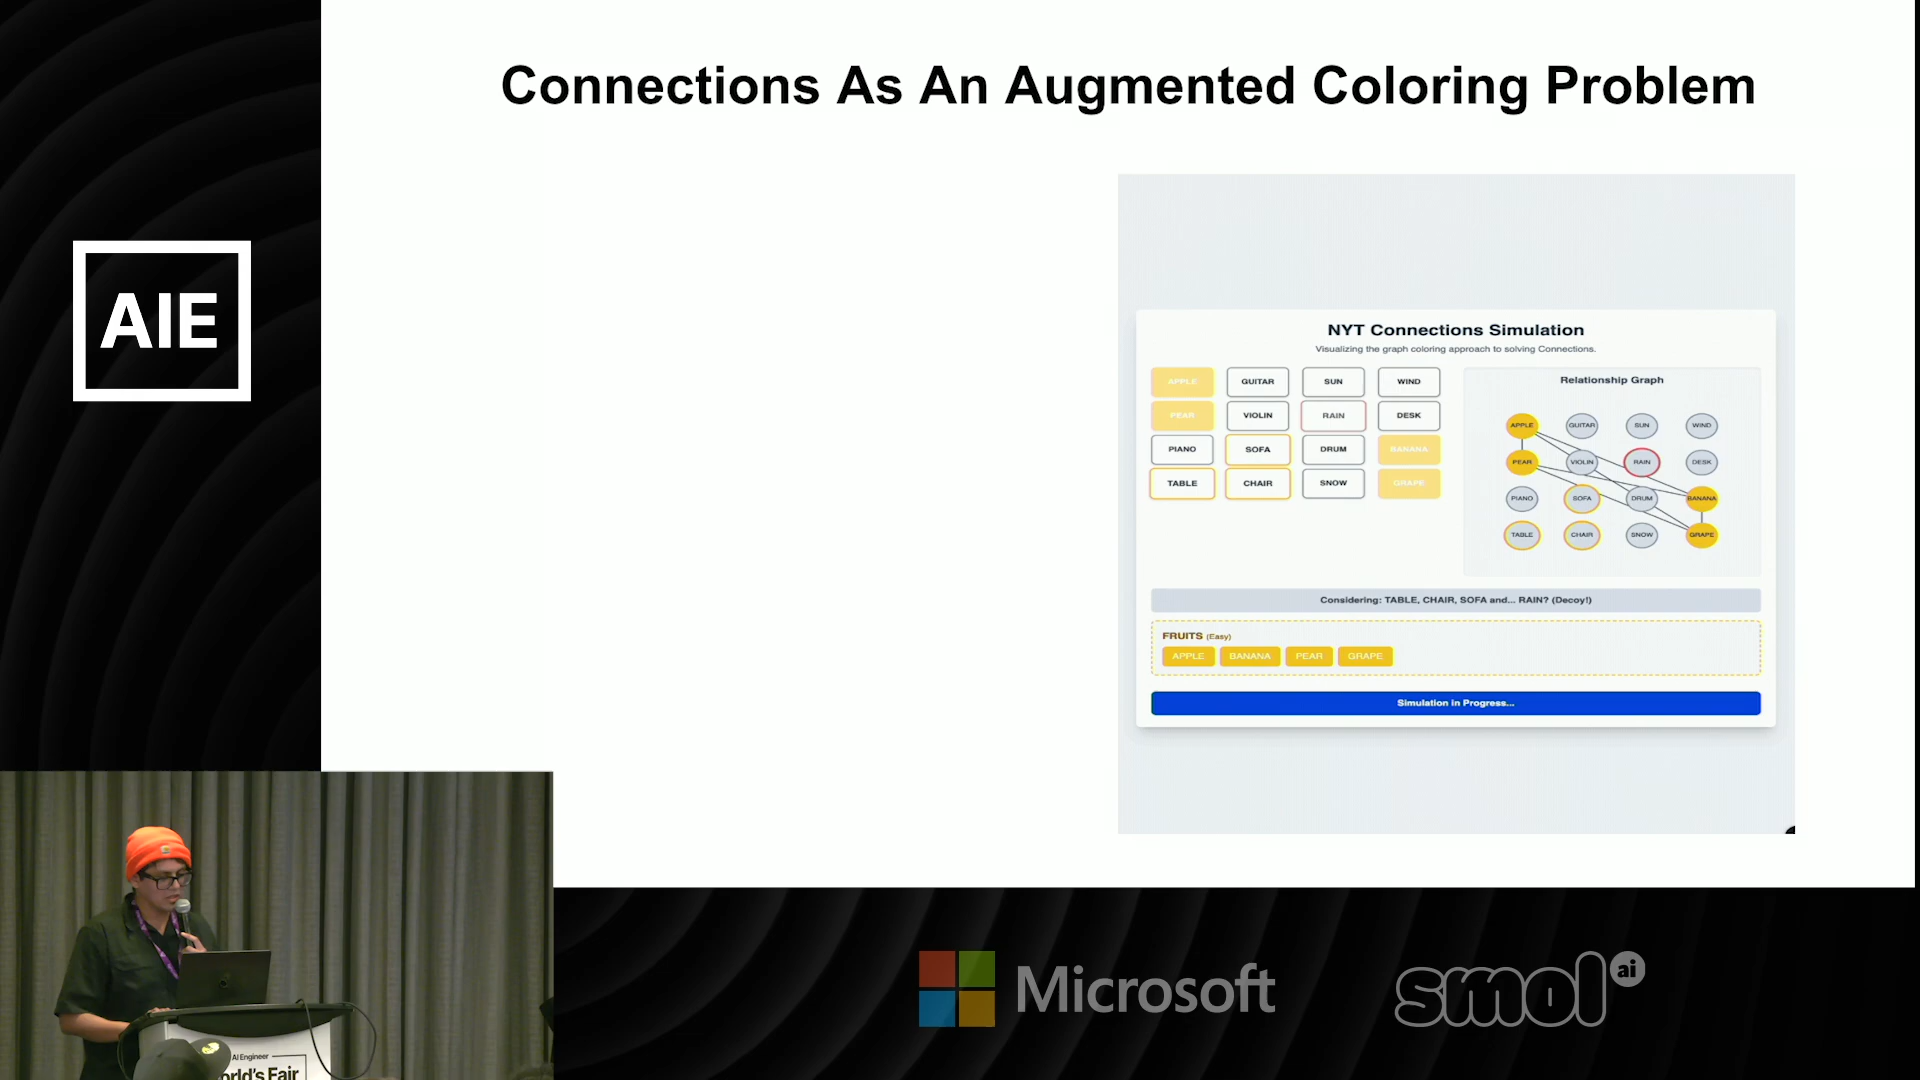 Connections As An Augmented Coloring Problem
AIE
NYT Connections Simulation
Visualizing the graph coloring approach to solving Connections.
APPLE GUITAR SUN WIND
PEAR VIOLIN RAIN DESK
PIANO SOFA DRUM BANANA
TABLE CHAIR SNOW GRAPE
Relationship Graph
APPLE GUITAR SUN WIND
PEAR VIOLIN RAIN DESK
PIANO SOFA DRUM BANANA
TABLE CHAIR SNOW GRAPE
Considering: TABLE, CHAIR, SOFA and... RAIN? (Decoy!)
FRUITS (Easy)
APPLE BANANA PEAR GRAPE
Simulation in Progress...
AI Engineer
World's Fair
Microsoft
smol ai